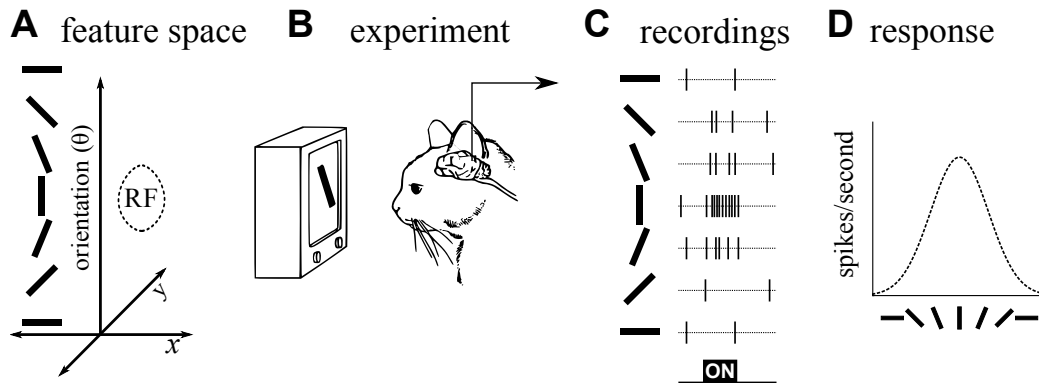 A feature space
B experiment
C recordings
D response
orientation (θ)
RF
y
x
ON
spikes/second